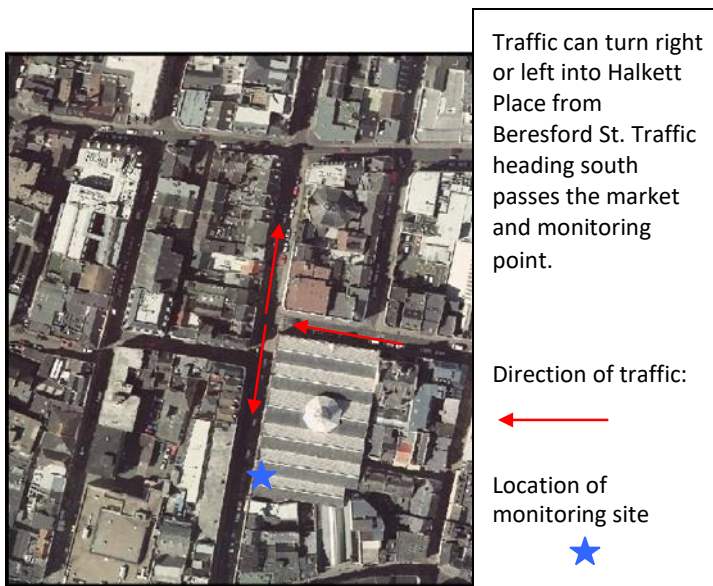 Traffic can turn right
or left into Halkett
Place from
Beresford St. Traffic
heading south
passes the market
and monitoring
point.
Direction of traffic:
Location of
monitoring site